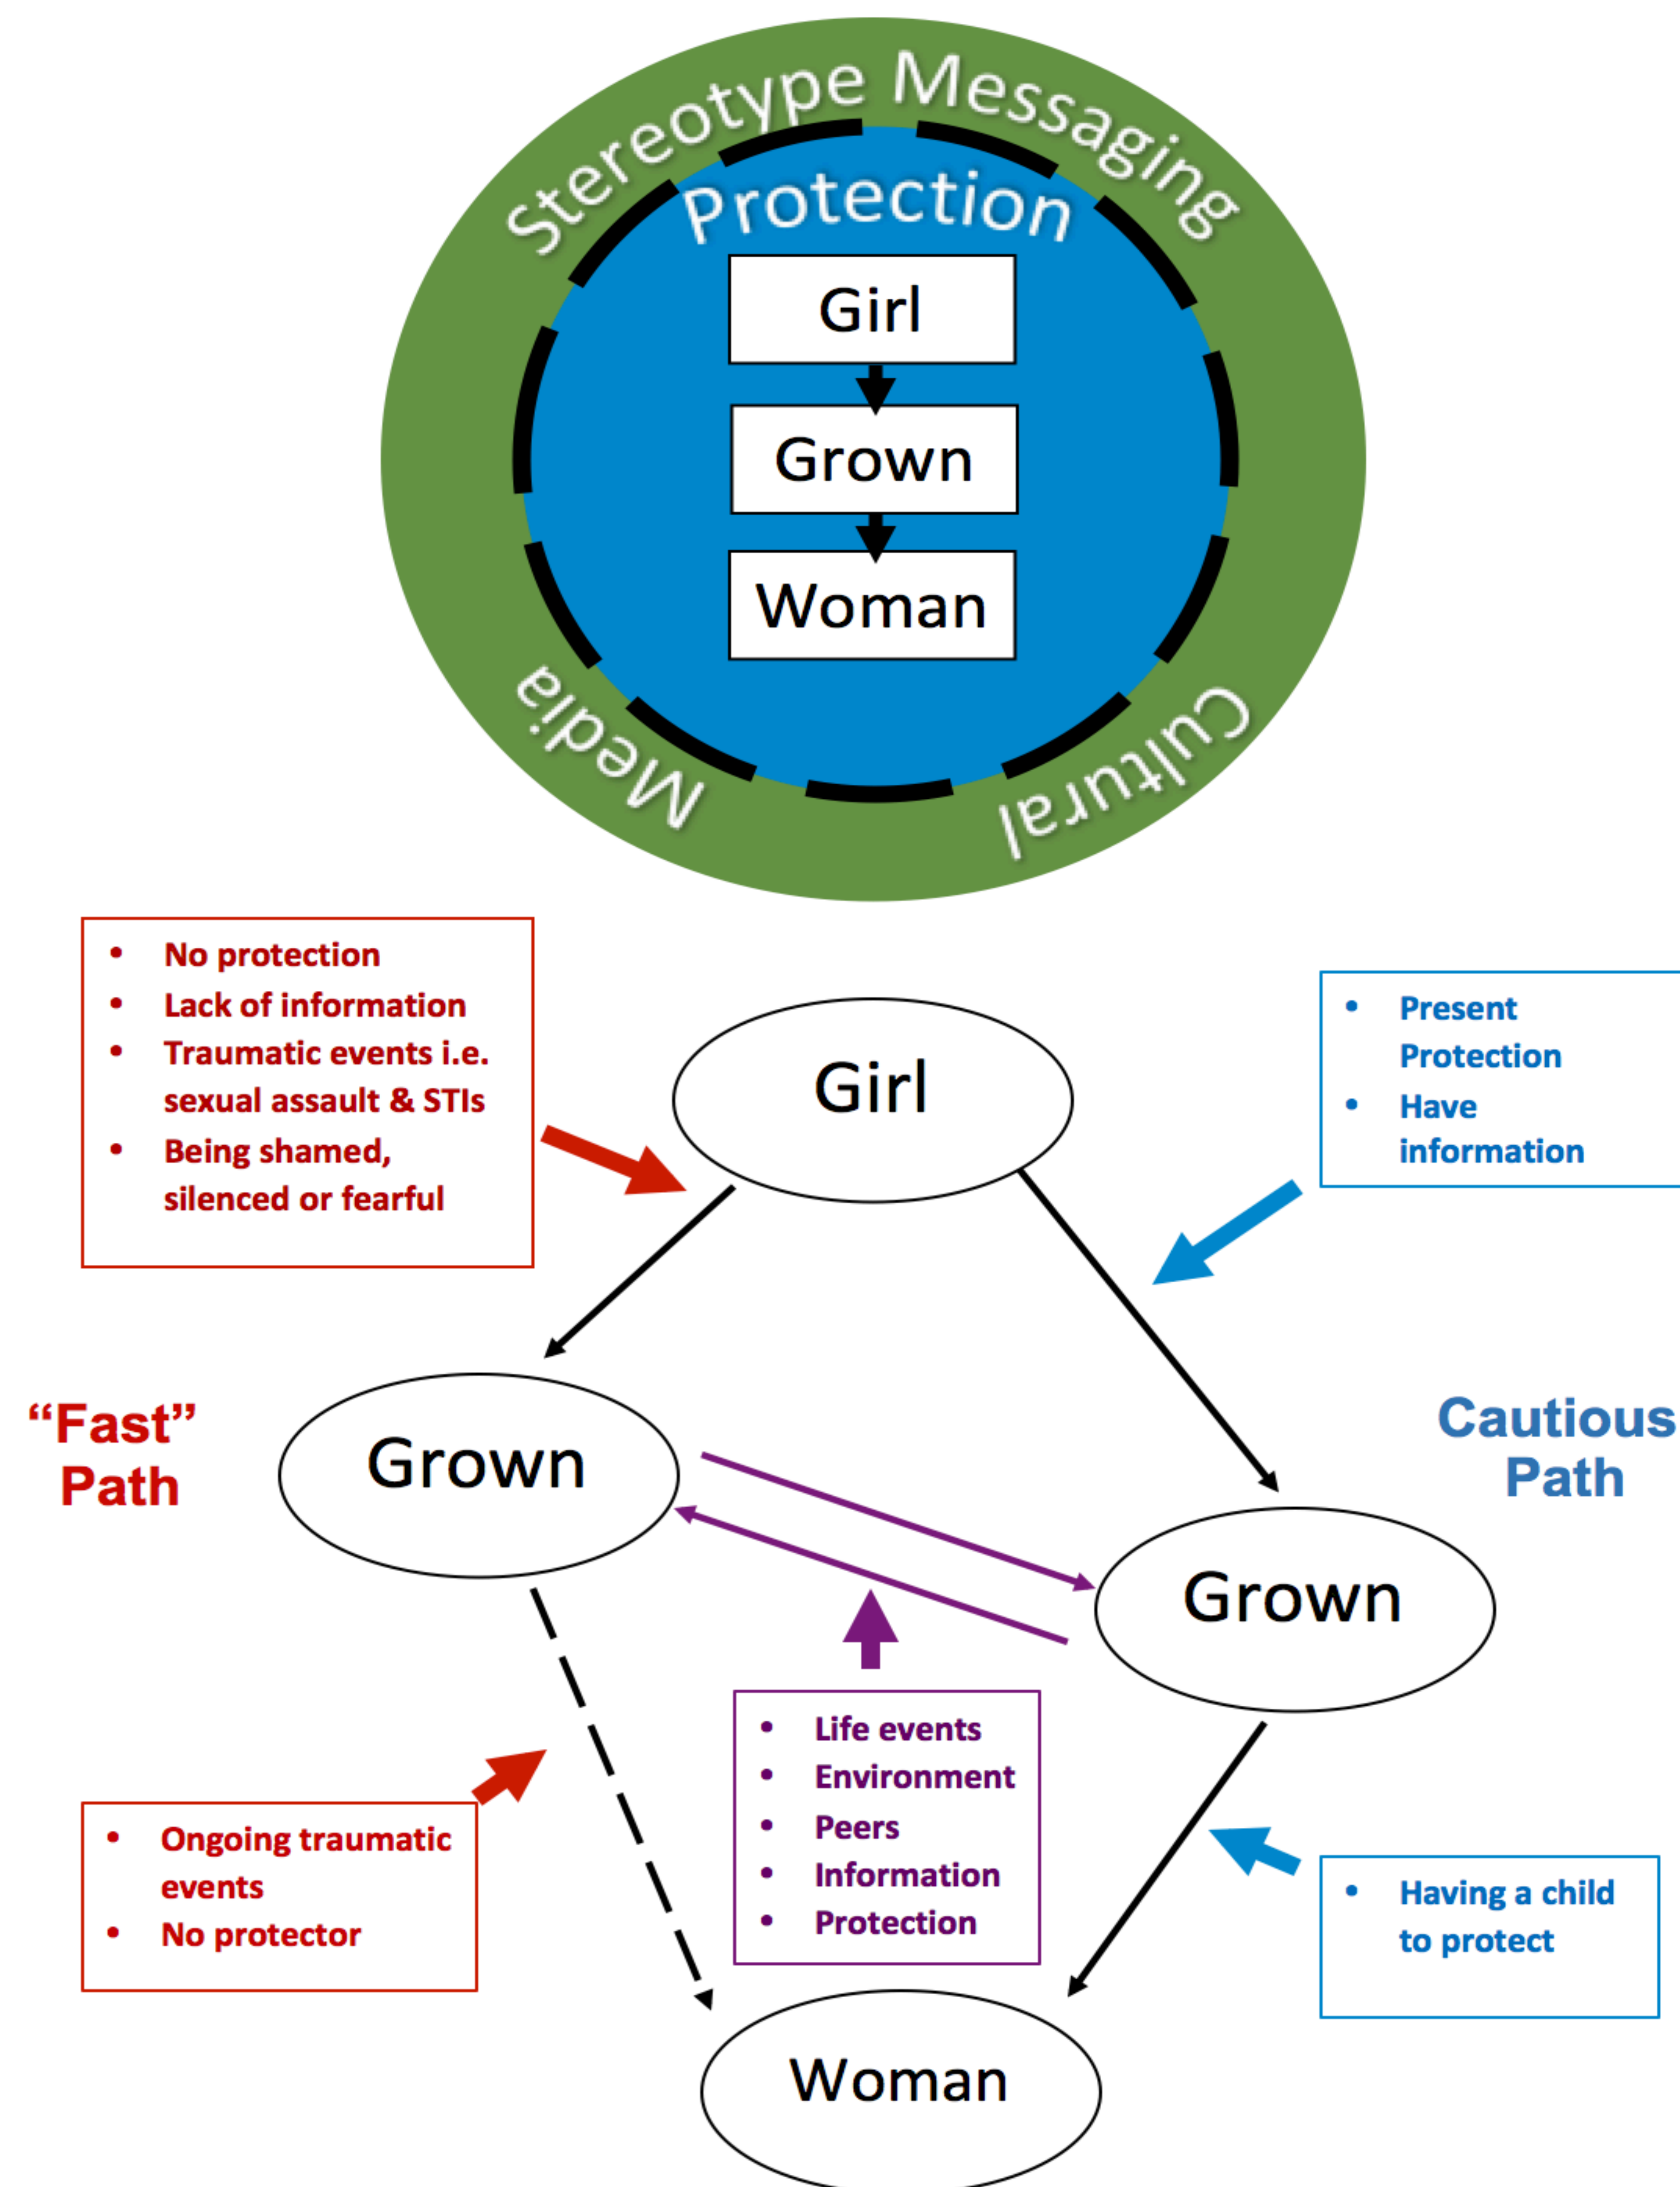 Stereotype Messaging
Protection
Girl
Grown
Woman
Media
Cultural
• No protection
• Lack of information
• Traumatic events i.e.
sexual assault & STIs
• Being shamed,
silenced or fearful
Girl
• Present
Protection
• Have
information
“Fast”
Path
Grown
Cautious
Path
Grown
• Life events
• Environment
• Peers
• Information
• Protection
• Ongoing traumatic
events
• No protector
• Having a child
to protect
Woman